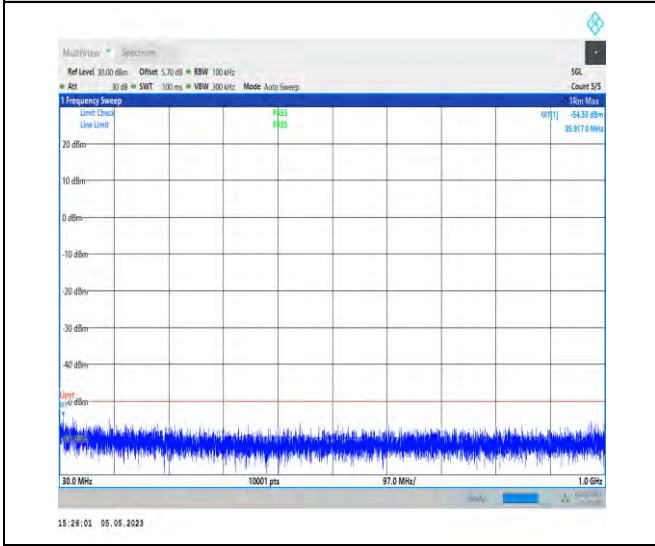 MultiView Spectrum
Ref Level 30.00 dBm Offset 5.70 dB RBW 100 kHz SGL
Att 30 dB SWT 100 ms VBW 300 kHz Mode Auto Sweep Count 5/5
1 Frequency Sweep 1Rm Max
Limit Check PASS M1[1] -54.33 dBm
Line Limit PASS 35.917 0 MHz
20 dBm
10 dBm
0 dBm
-10 dBm
-20 dBm
-30 dBm
-40 dBm
Limit
30.0 MHz 10001 pts 97.0 MHz/ 1.0 GHz
Ready
15:26:01 05.05.2023